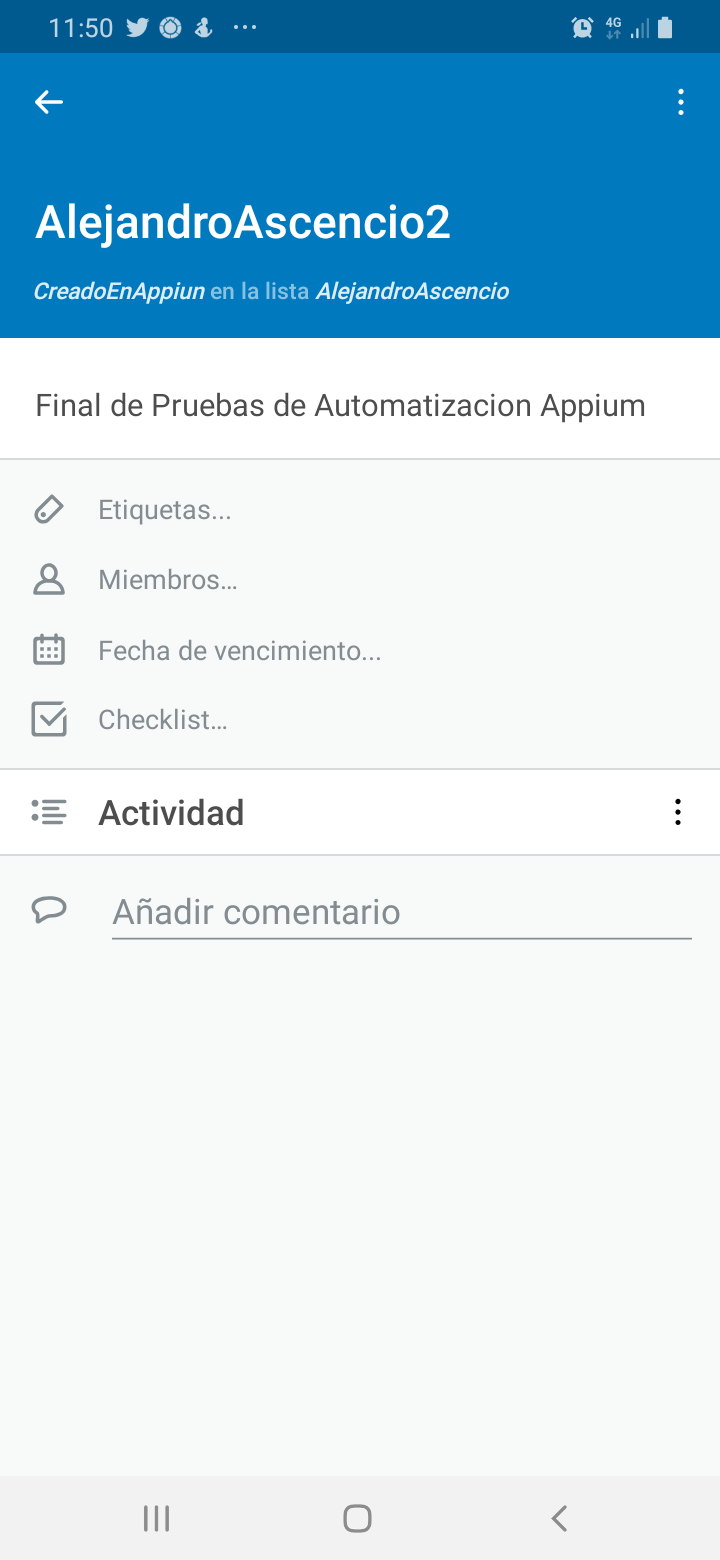 11:50
4G
AlejandroAscencio2
CreadoEnAppiun en la lista AlejandroAscencio
Final de Pruebas de Automatizacion Appium
Etiquetas...
Miembros...
Fecha de vencimiento...
Checklist...
Actividad
Añadir comentario